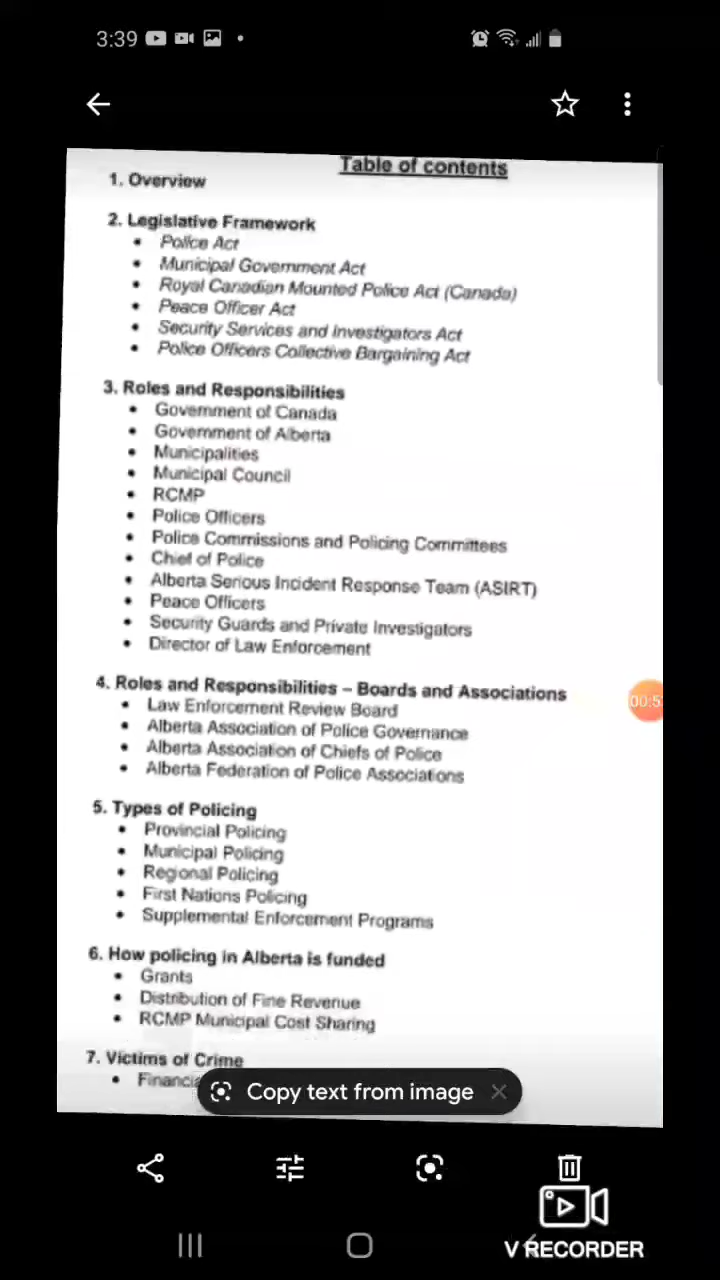 3:39
Table of contents
1. Overview
2. Legislative Framework
• Police Act
• Municipal Government Act
• Royal Canadian Mounted Police Act (Canada)
• Peace Officer Act
• Security Services and Investigators Act
• Police Officers Collective Bargaining Act
3. Roles and Responsibilities
• Government of Canada
• Government of Alberta
• Municipalities
• Municipal Council
• RCMP
• Police Officers
• Police Commissions and Policing Committees
• Chief of Police
• Alberta Serious Incident Response Team (ASIRT)
• Peace Officers
• Security Guards and Private Investigators
• Director of Law Enforcement
4. Roles and Responsibilities – Boards and Associations
• Law Enforcement Review Board
00:5
• Alberta Association of Police Governance
• Alberta Association of Chiefs of Police
• Alberta Federation of Police Associations
5. Types of Policing
• Provincial Policing
• Municipal Policing
• Regional Policing
• First Nations Policing
• Supplemental Enforcement Programs
6. How policing in Alberta is funded
• Grants
• Distribution of Fine Revenue
• RCMP Municipal Cost Sharing
7. Victims of Crime
• Financia
Copy text from image
V RECORDER